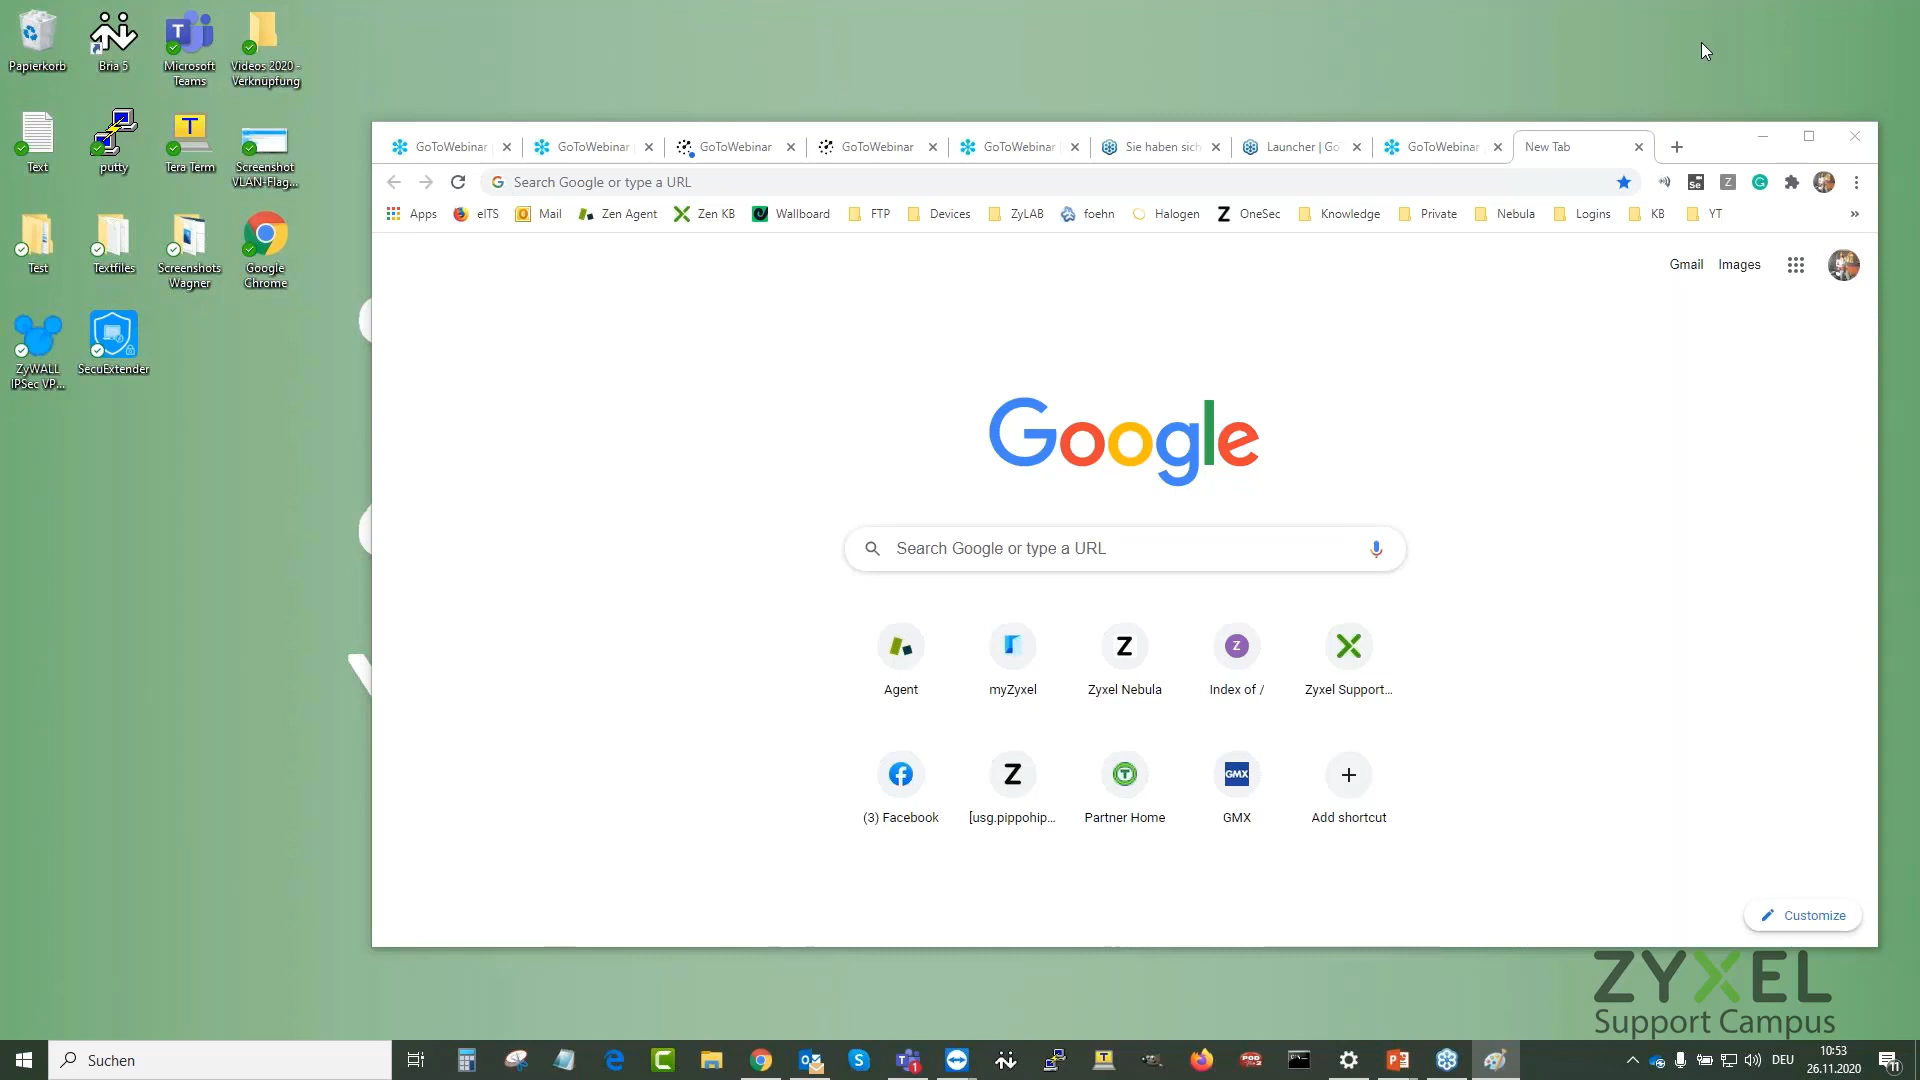 Papierkorb
Bria 5
Microsoft
Teams
Videos 2020 -
Verknüpfung
Text
putty
Tera Term
Screenshot
VLAN-Flag...
Test
Textfiles
Screenshots
Wagner
Google
Chrome
ZyWALL
IPSec VP...
SecuExtender
GoToWebinar GoToWebinar GoToWebinar GoToWebinar GoToWebinar Sie haben sich Launcher | Go GoToWebinar New Tab
Search Google or type a URL
Apps eITS Mail Zen Agent Zen KB Wallboard FTP Devices ZyLAB foehn Halogen OneSec Knowledge Private Nebula Logins KB YT »
Gmail Images
Google
Search Google or type a URL
Agent myZyxel Zyxel Nebula Index of / Zyxel Support...
(3) Facebook [usg.pippohip... Partner Home GMX Add shortcut
Customize
ZYXEL
Support Campus
Suchen
DEU
10:53
26.11.2020
11